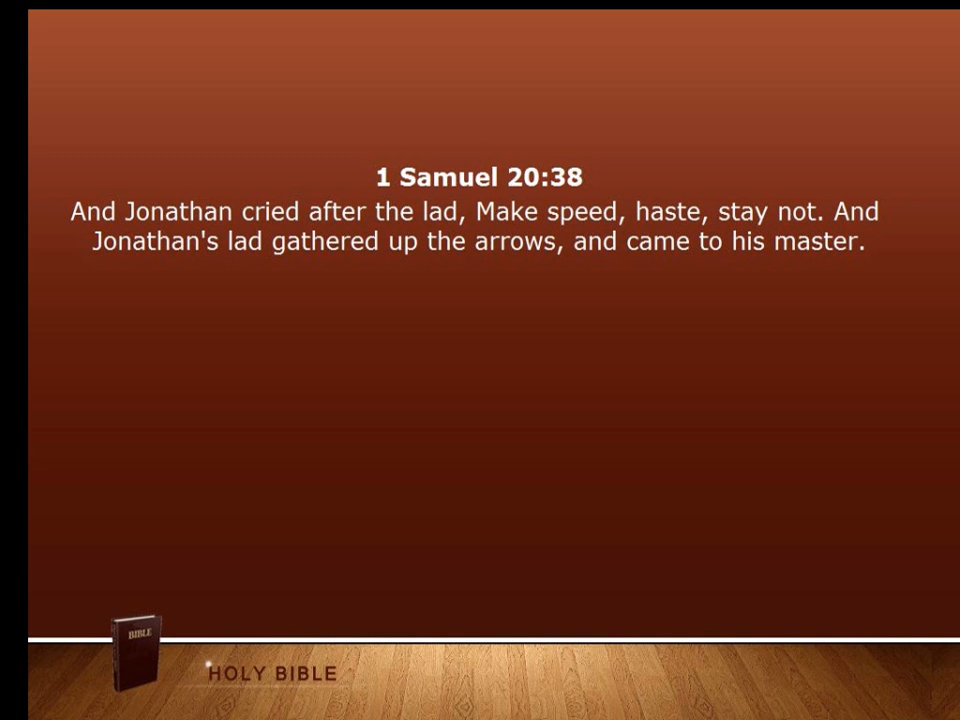 1 Samuel 20:38
And Jonathan cried after the lad, Make speed, haste, stay not. And
Jonathan's lad gathered up the arrows, and came to his master.
BIBLE
HOLY BIBLE